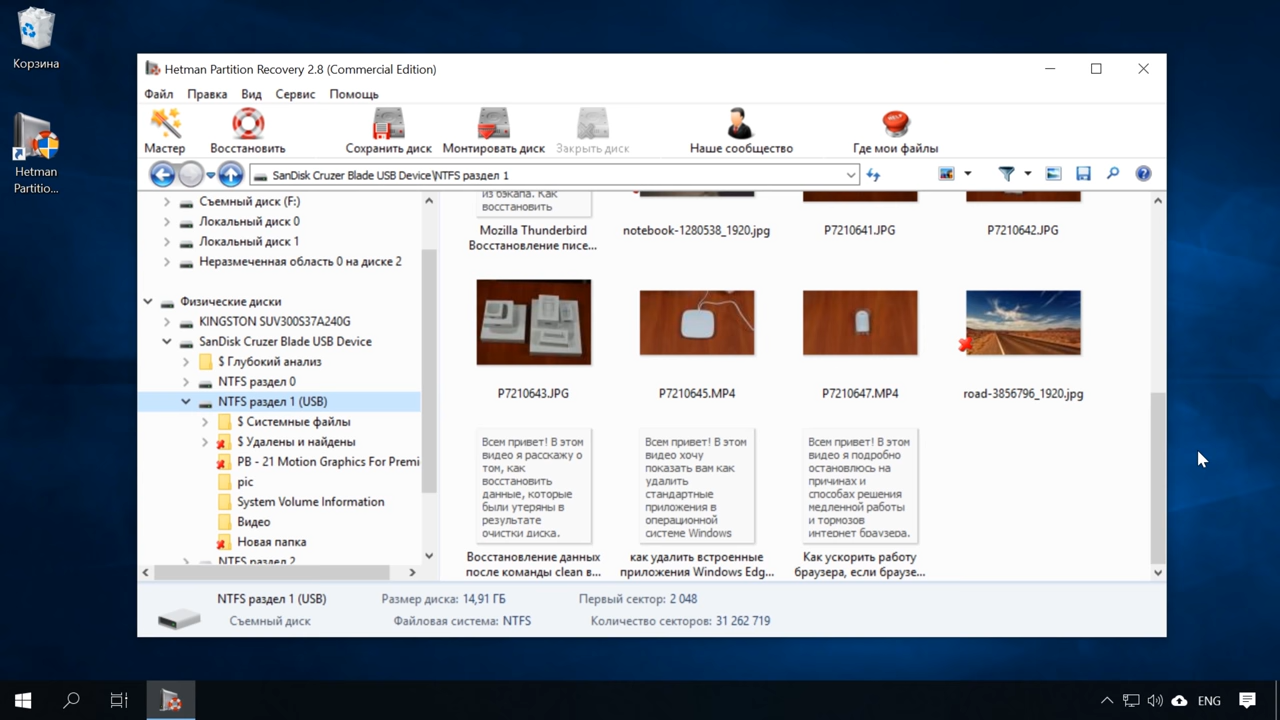 Корзина
Hetman
Partitio...
Hetman Partition Recovery 2.8 (Commercial Edition)
Файл Правка Вид Сервис Помощь
Мастер Восстановить Сохранить диск Монтировать диск Закрыть диск Наше сообщество Где мои файлы
SanDisk Cruzer Blade USB Device\NTFS раздел 1
Съемный диск (F:)
Локальный диск 0
Локальный диск 1
Неразмеченная область 0 на диске 2
Физические диски
KINGSTON SUV300S37A240G
SanDisk Cruzer Blade USB Device
$ Глубокий анализ
NTFS раздел 0
NTFS раздел 1 (USB)
$ Системные файлы
$ Удалены и найдены
PB - 21 Motion Graphics For Premi
pic
System Volume Information
Видео
Новая папка
NTFS раздел 2
из бэкапа. Как
восстановить
Mozilla Thunderbird
Восстановление писе...
notebook-1280538_1920.jpg
P7210641.JPG
P7210642.JPG
P7210643.JPG
P7210645.MP4
P7210647.MP4
road-3856796_1920.jpg
Всем привет! В этом
видео я расскажу о
том, как
восстановить
данные, которые
были утеряны в
результате
очистки диска.
Восстановление данных
после команды clean в...
Всем привет! В этом
видео хочу
показать вам как
удалить
стандартные
приложения в
операционной
системе Windows
как удалить встроенные
приложения Windows Edg...
Всем привет! В этом
видео я подробно
остановлюсь на
причинах и
способах решения
медленной работы
и тормозов
интернет браузера.
Как ускорить работу
браузера, если браузе...
NTFS раздел 1 (USB) Размер диска: 14,91 ГБ Первый сектор: 2 048
Съемный диск Файловая система: NTFS Количество секторов: 31 262 719
ENG